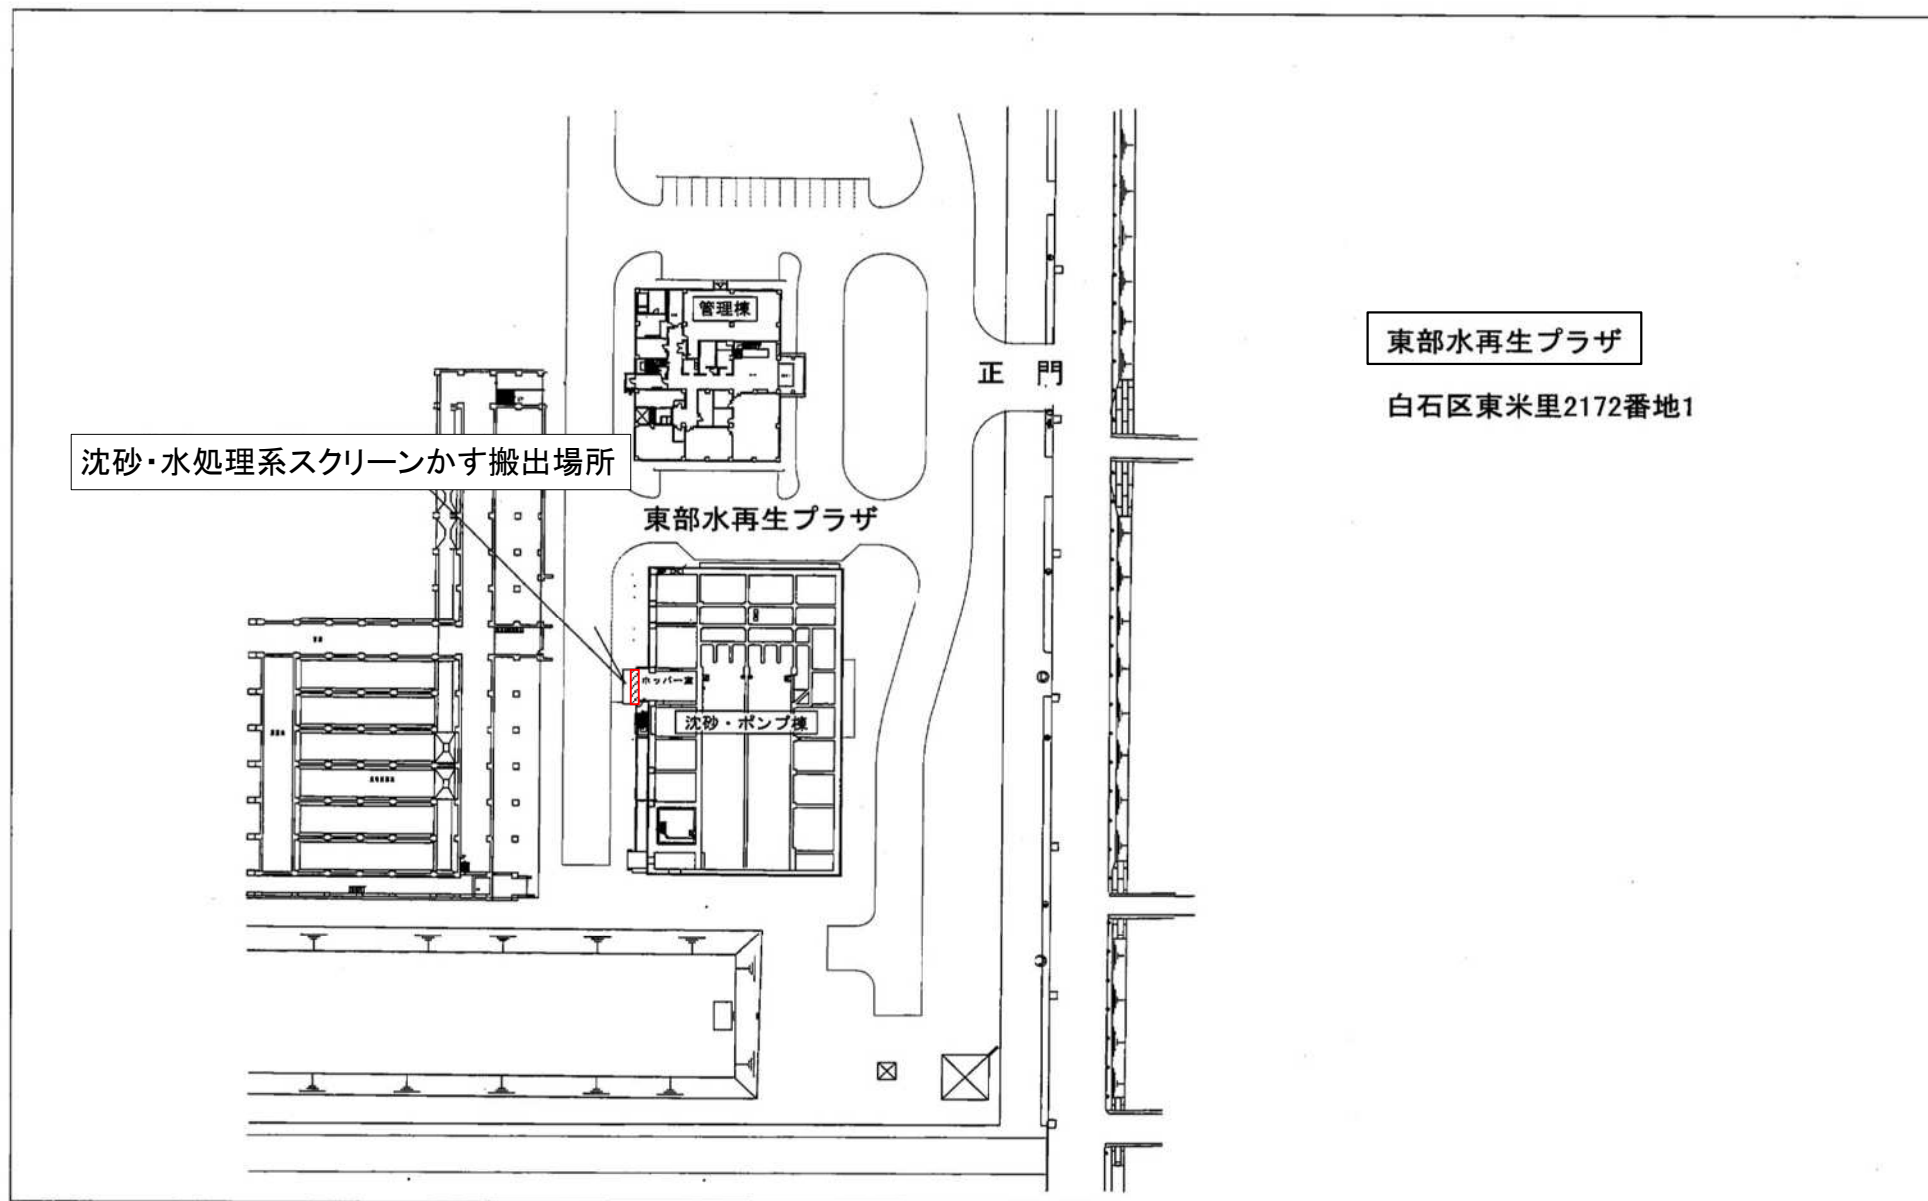 管理棟
東部水再生プラザ
正 門
白石区東米里2172番地1
沈砂・水処理系スクリーンかす搬出場所
東部水再生プラザ
ホッパー室
沈砂・ポンプ棟